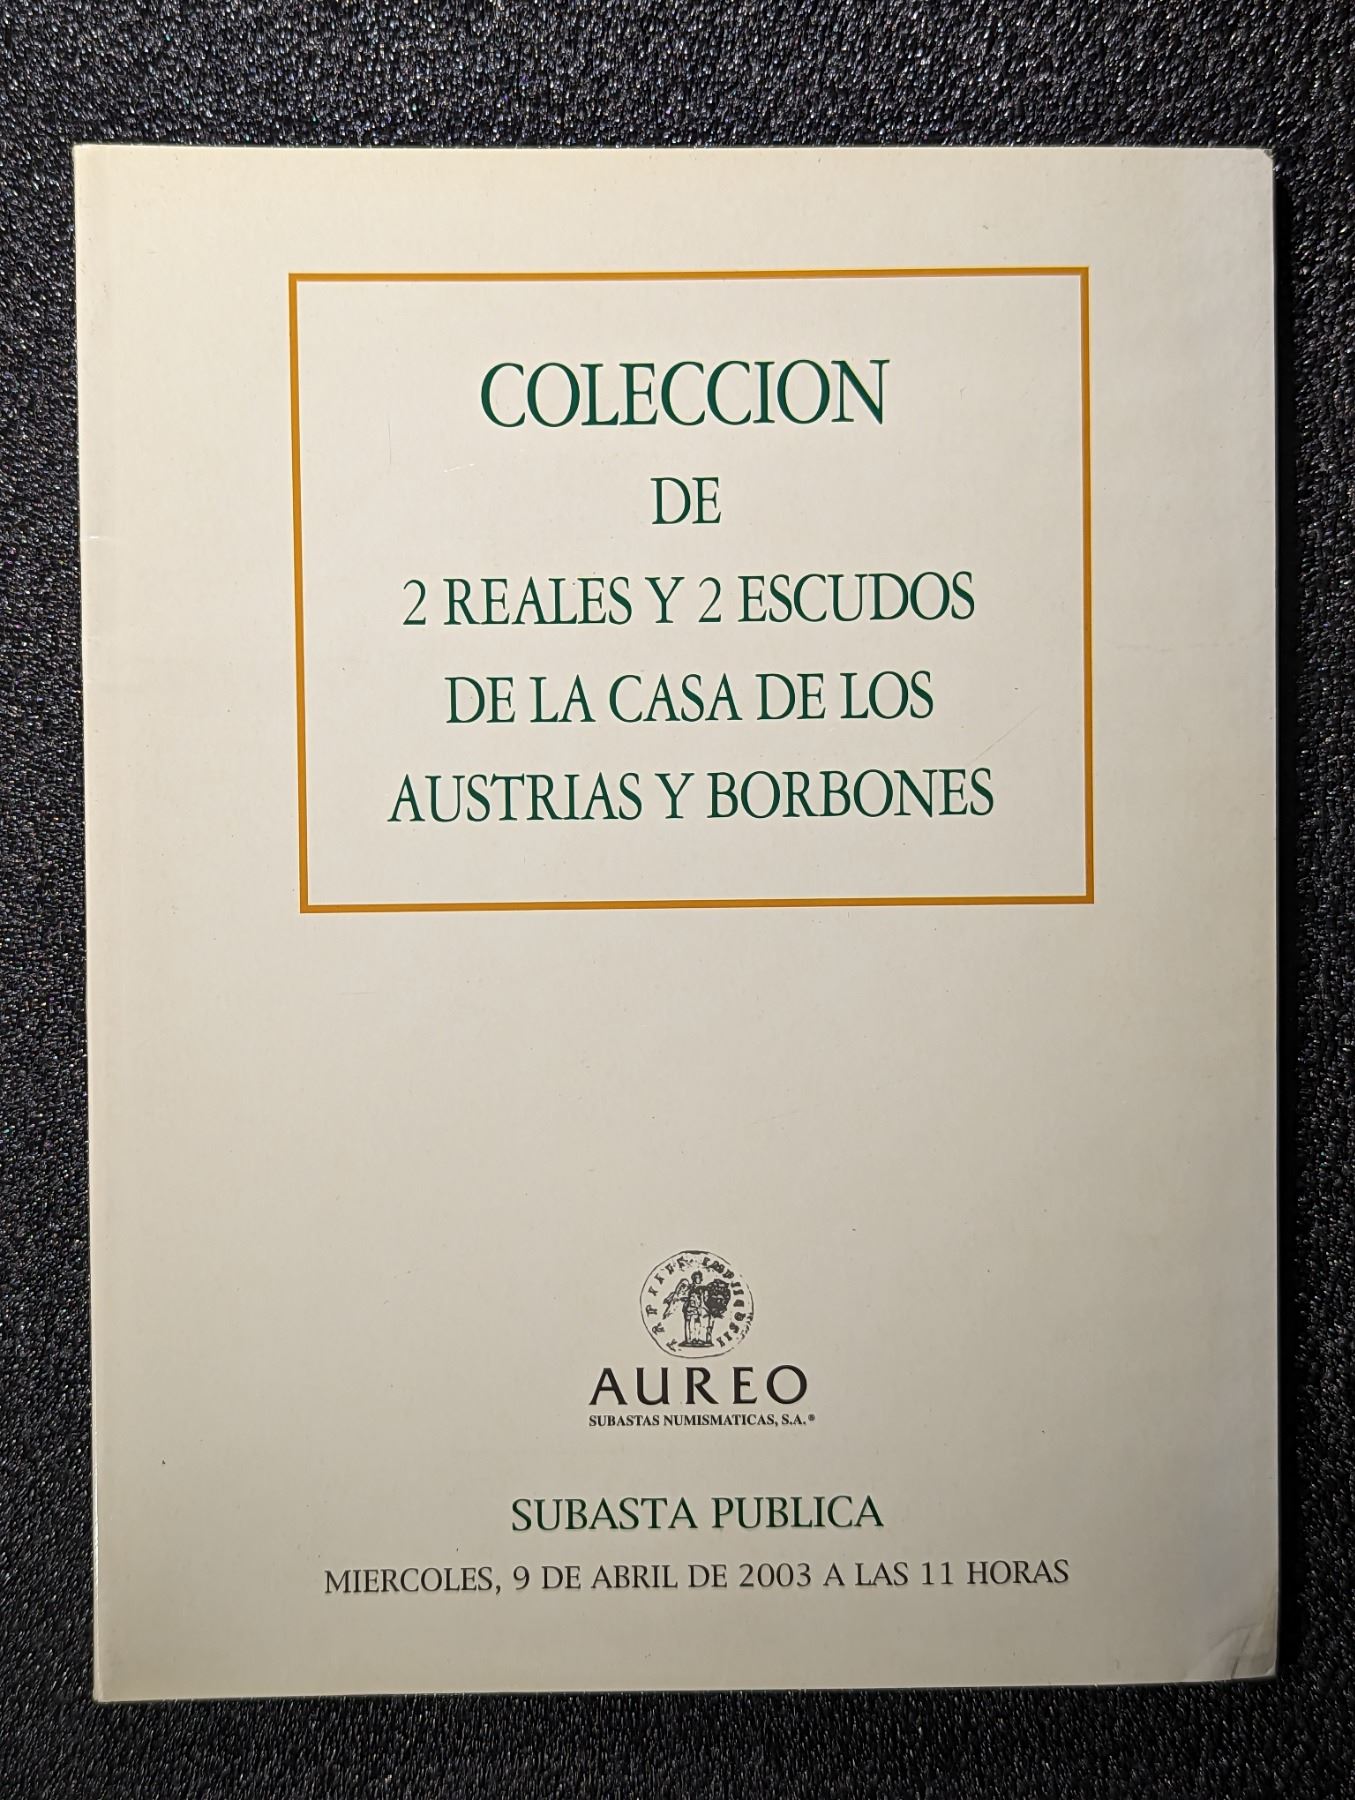 COLECCION
DE
2 REALES Y 2 ESCUDOS
DE LA CASA DE LOS
AUSTRIAS Y BORBONES
AUREO
SUBASTAS NUMISMATICAS, S.A.®
SUBASTA PUBLICA
MIERCOLES, 9 DE ABRIL DE 2003 A LAS 11 HORAS